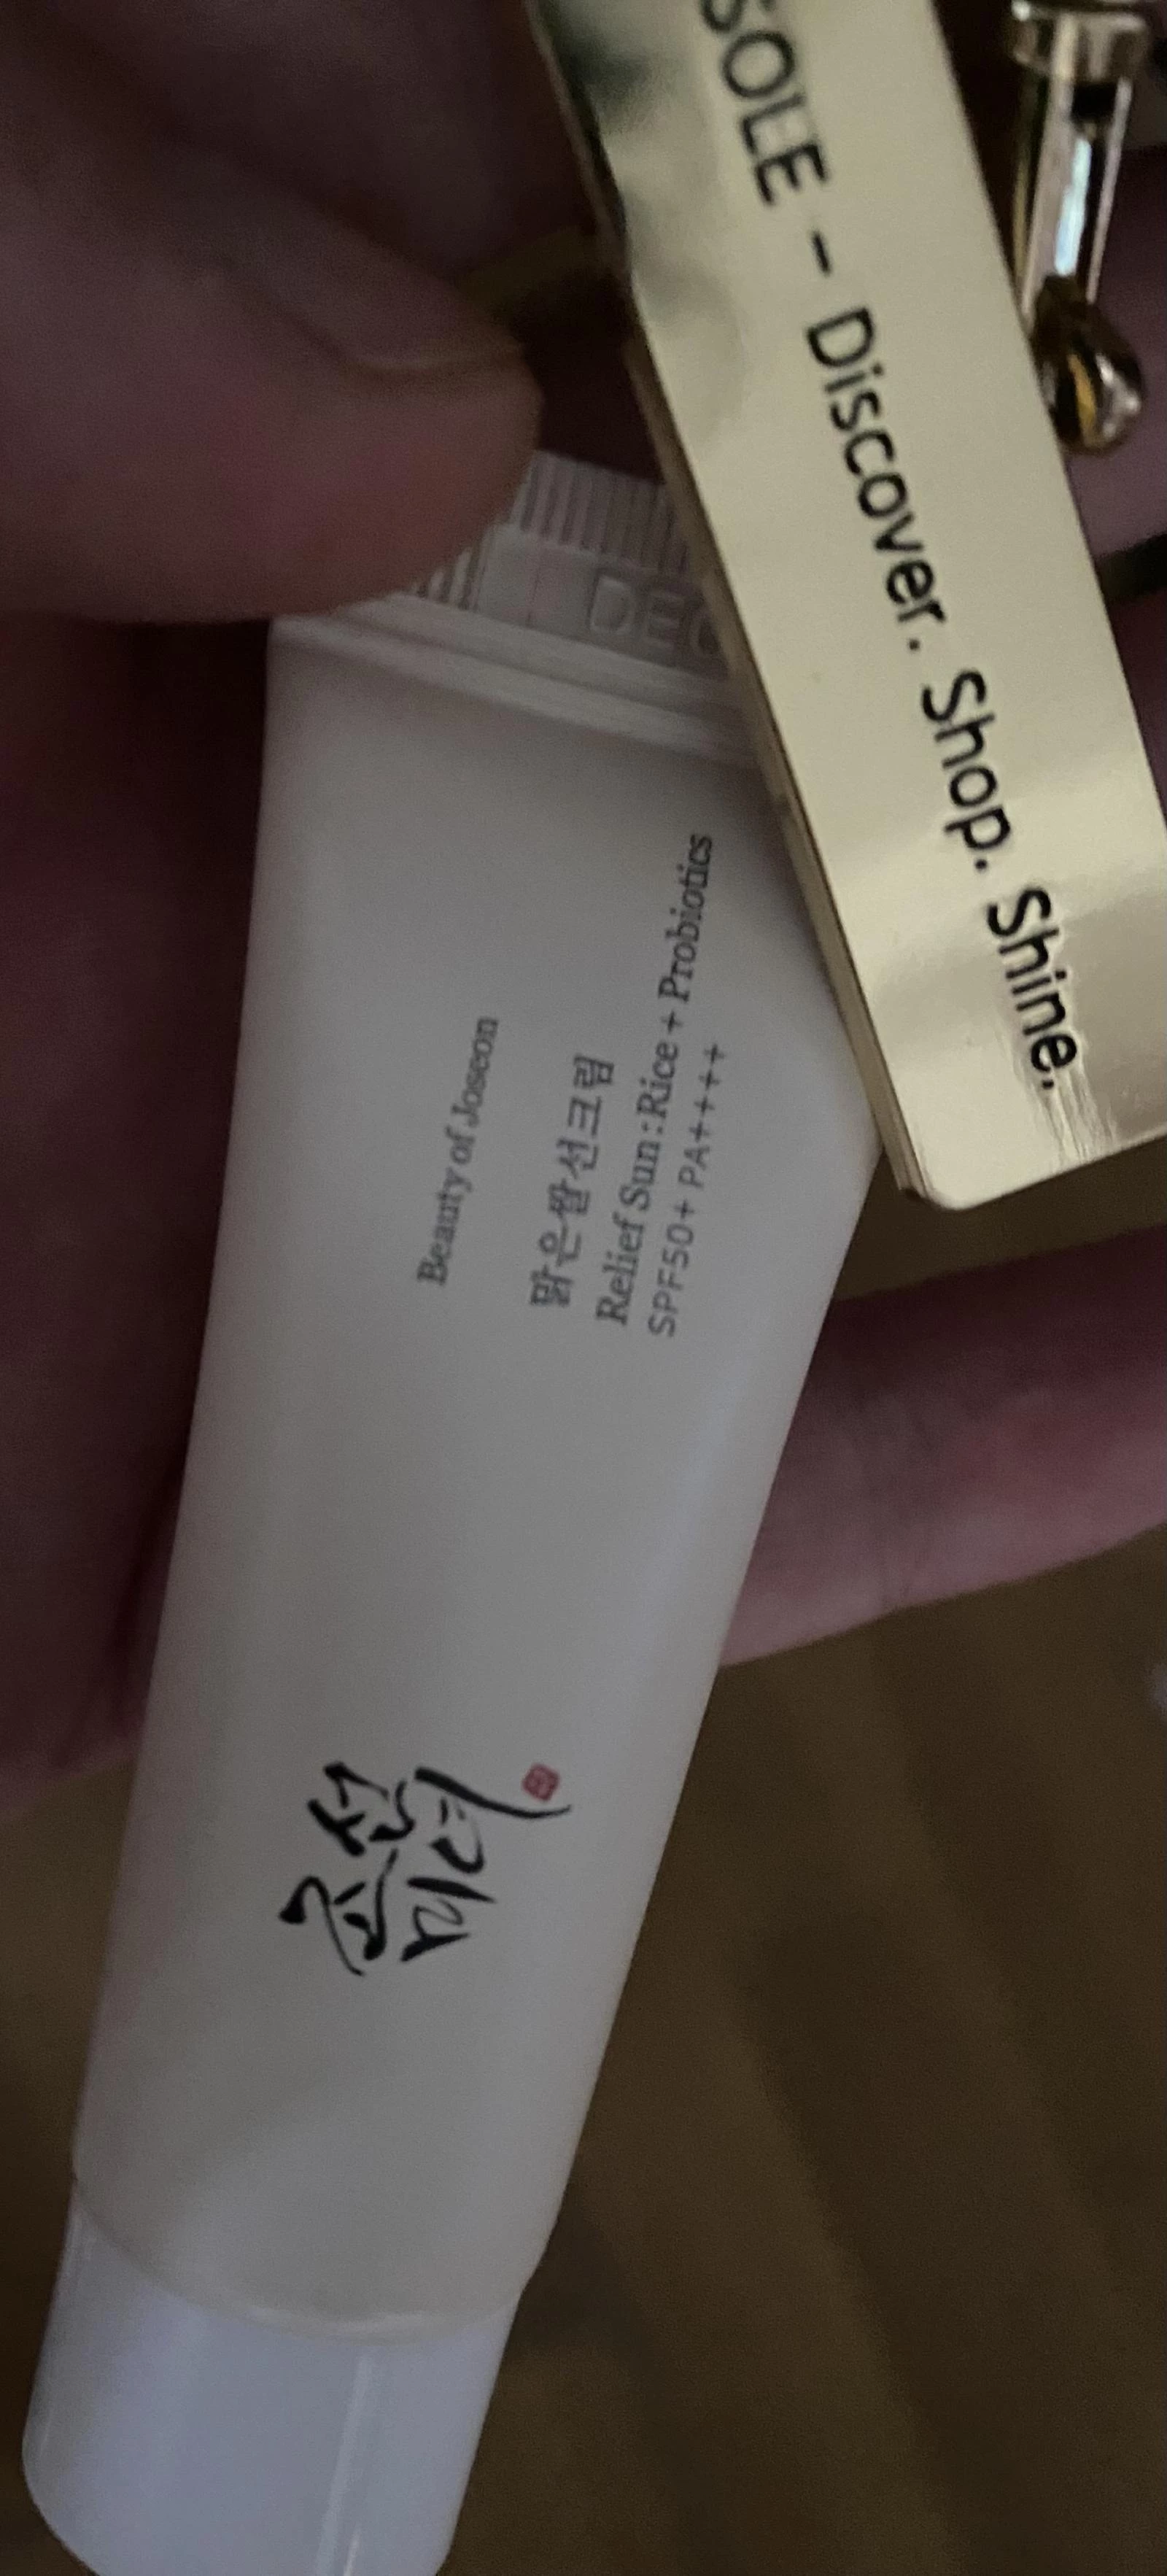 SOLE - Discover. Shop. Shine.
DEC
Beauty of Joseon
맑은쌀선크림
Relief Sun : Rice + Probiotics
SPF50+ PA++++
조선
미녀